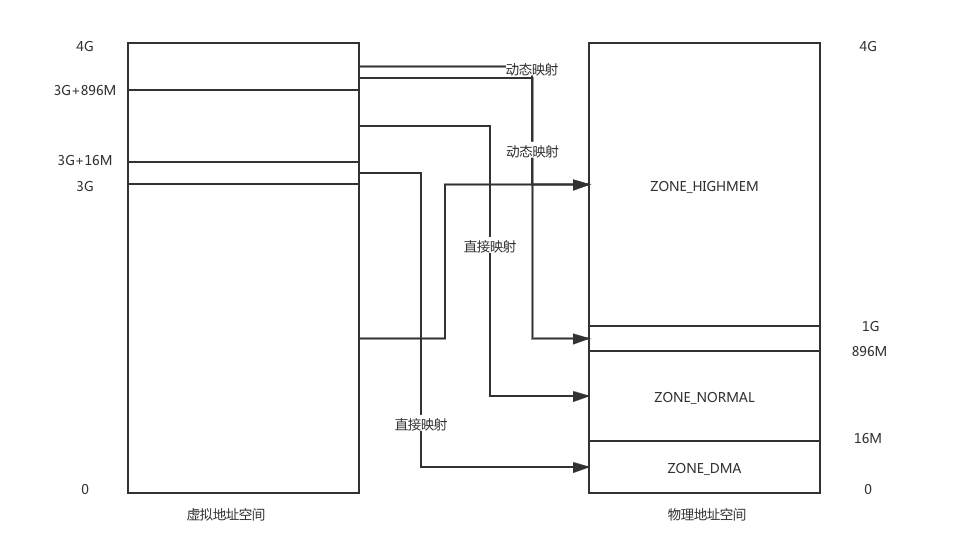 4G
4G
动态映射
3G+896M
动态映射
3G+16M
3G
ZONE_HIGHMEM
直接映射
1G
896M
ZONE_NORMAL
直接映射
16M
ZONE_DMA
0
0
虚拟地址空间
物理地址空间